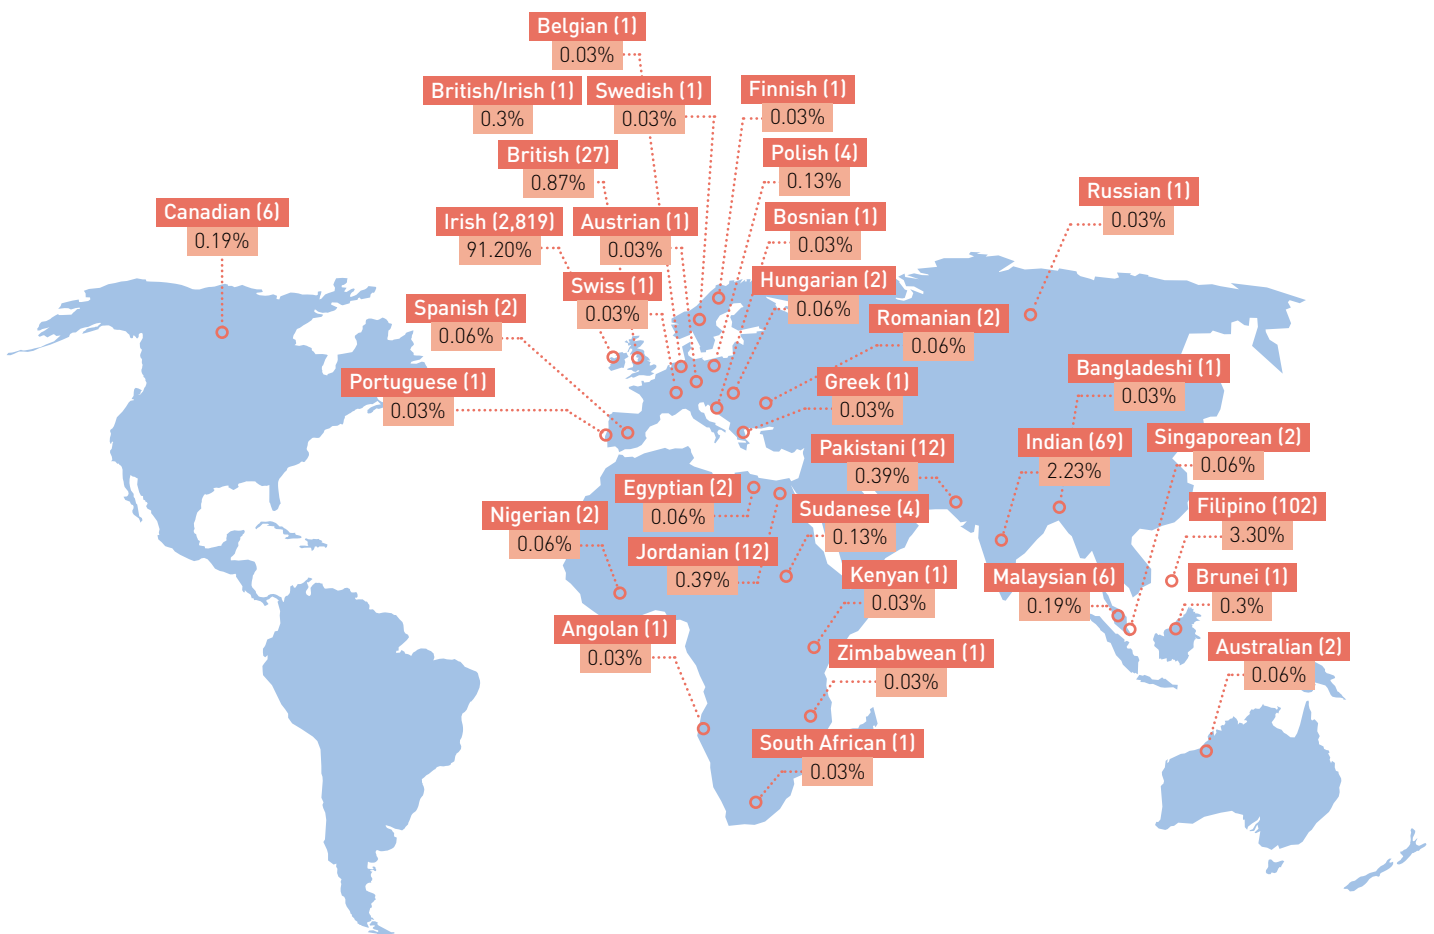 Belgian (1)
0.03%
British/Irish (1)
0.3%
Swedish (1)
0.03%
Finnish (1)
0.03%
British (27)
0.87%
Polish (4)
0.13%
Russian (1)
0.03%
Canadian (6)
0.19%
Irish (2,819)
91.20%
Austrian (1)
0.03%
Bosnian (1)
0.03%
Swiss (1)
0.03%
Hungarian (2)
0.06%
Spanish (2)
0.06%
Romanian (2)
0.06%
Portuguese (1)
0.03%
Greek (1)
0.03%
Bangladeshi (1)
0.03%
Pakistani (12)
0.39%
Indian (69)
2.23%
Singaporean (2)
0.06%
Egyptian (2)
0.06%
Sudanese (4)
0.13%
Filipino (102)
3.30%
Nigerian (2)
0.06%
Jordanian (12)
0.39%
Kenyan (1)
0.03%
Malaysian (6)
0.19%
Brunei (1)
0.3%
Angolan (1)
0.03%
Zimbabwean (1)
0.03%
Australian (2)
0.06%
South African (1)
0.03%